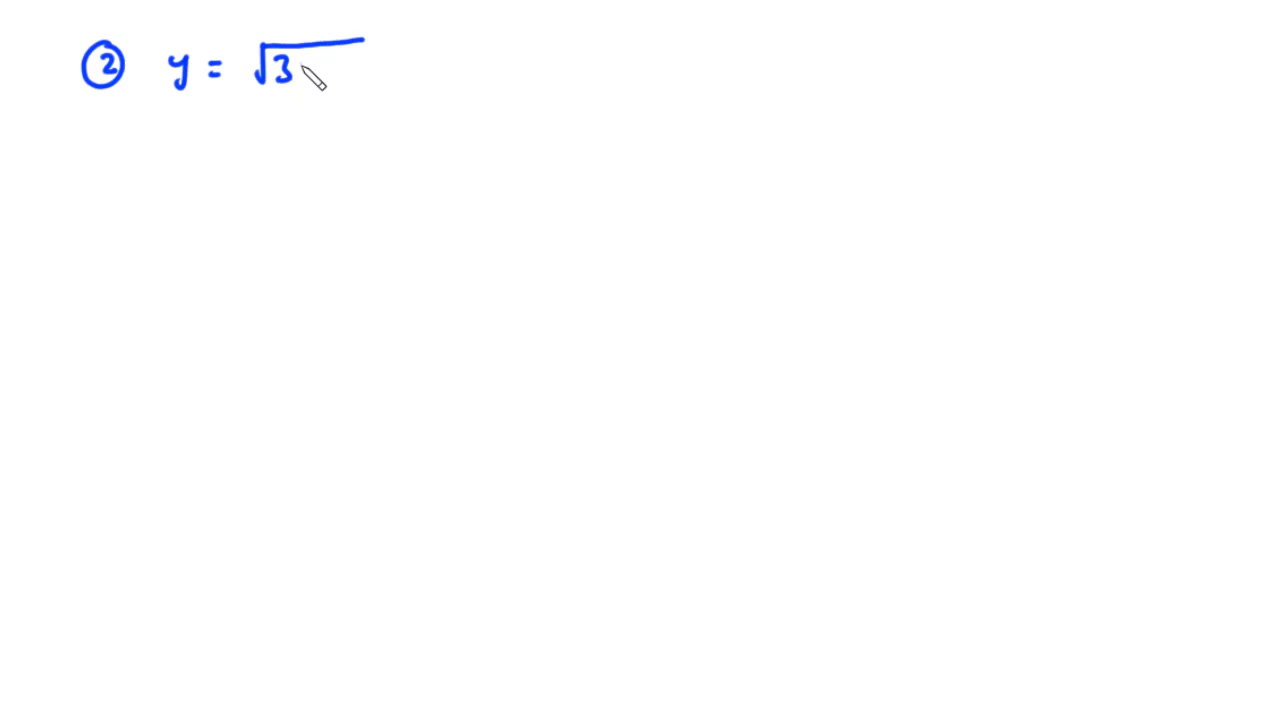 ② y = √3